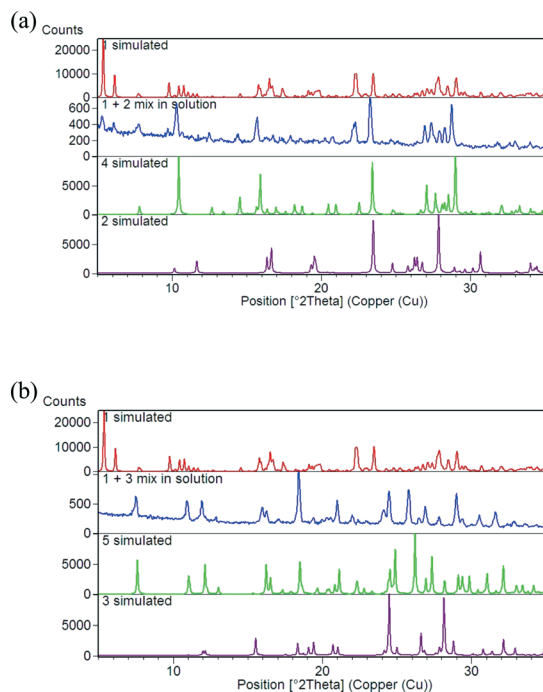 (a)
Counts
1 simulated
20000
10000
0
1 + 2 mix in solution
600
400
200
4 simulated
5000
0
2 simulated
5000
0
10 20 30
Position [°2Theta] (Copper (Cu))
(b)
Counts
1 simulated
20000
10000
0
1 + 3 mix in solution
500
0
5 simulated
5000
0
3 simulated
5000
0
10 20 30
Position [°2Theta] (Copper (Cu))